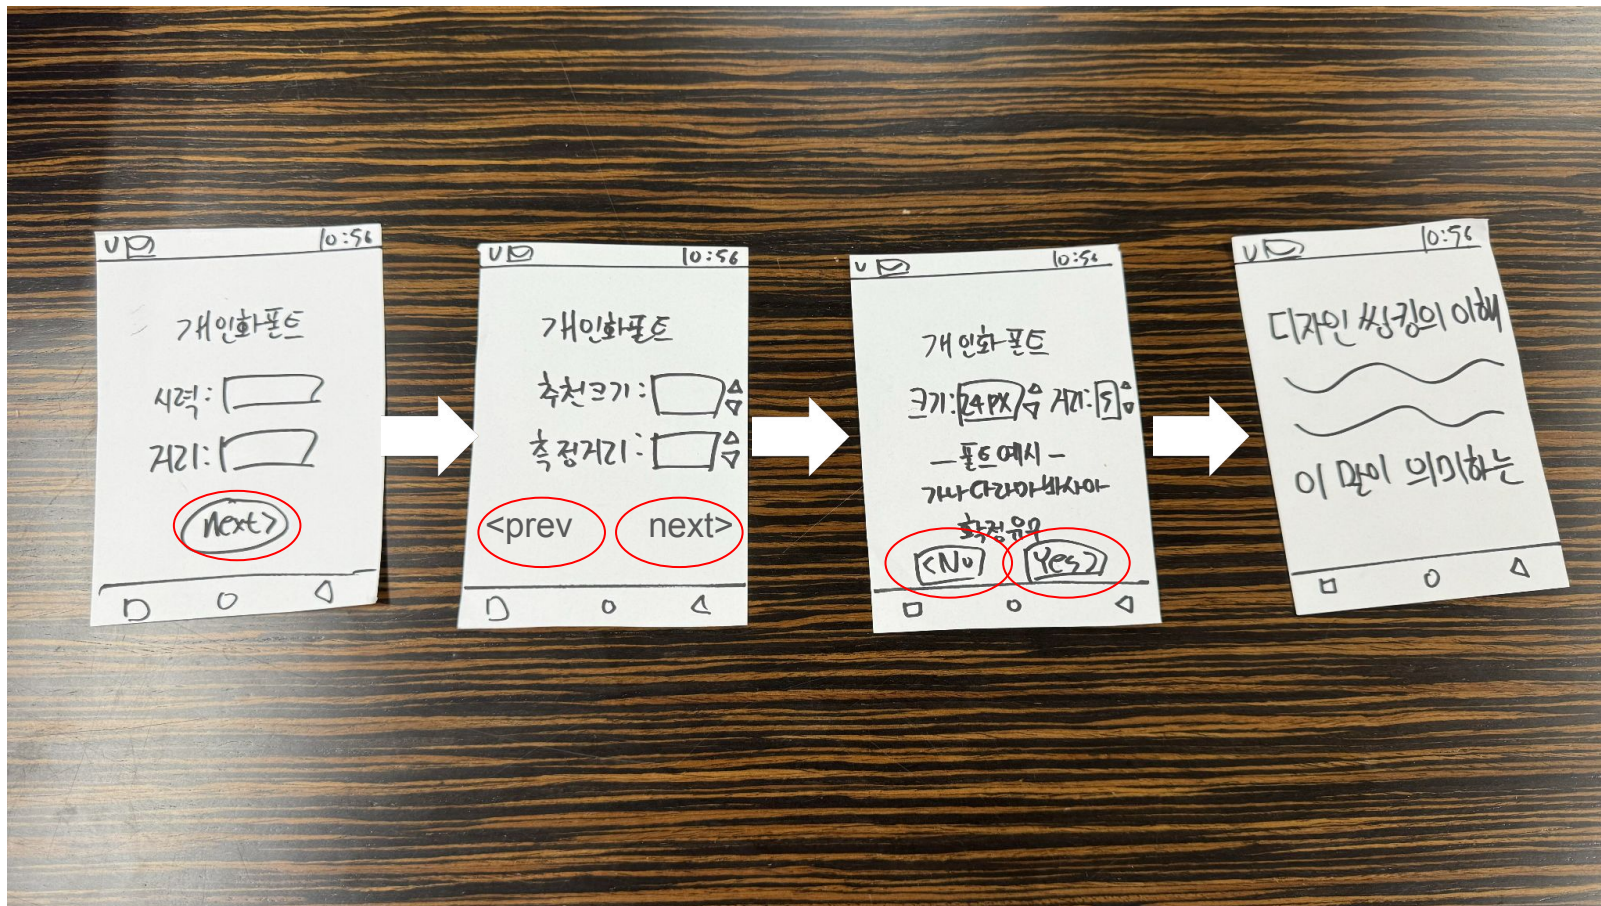 10:56
개인화폰트
시력:
거리:
Next>
10:56
개인화폰트
추천크기:
측정거리:
<prev next>
10:56
개인화폰트
크기: 24PX 거리: 5
- 폰트예시 -
가나다라마바사아
확정유무
<No Yes>
10:56
디자인씽킹의 이해
이 말이 의미하는